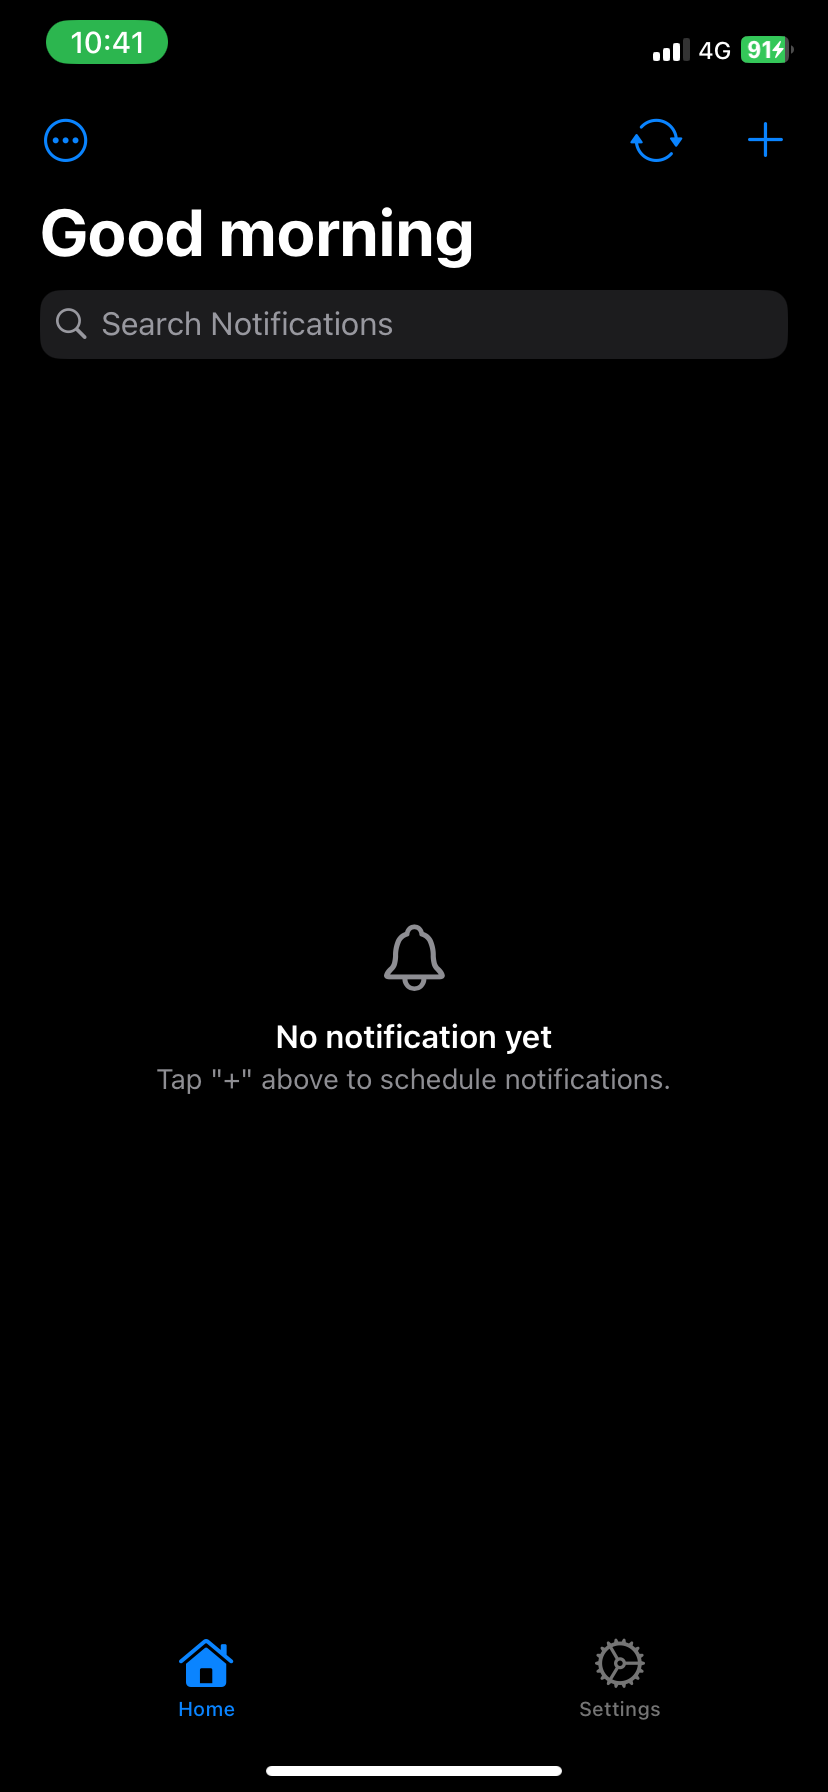 10:41
4G
91
Good morning
Search Notifications
No notification yet
Tap "+" above to schedule notifications.
Home
Settings